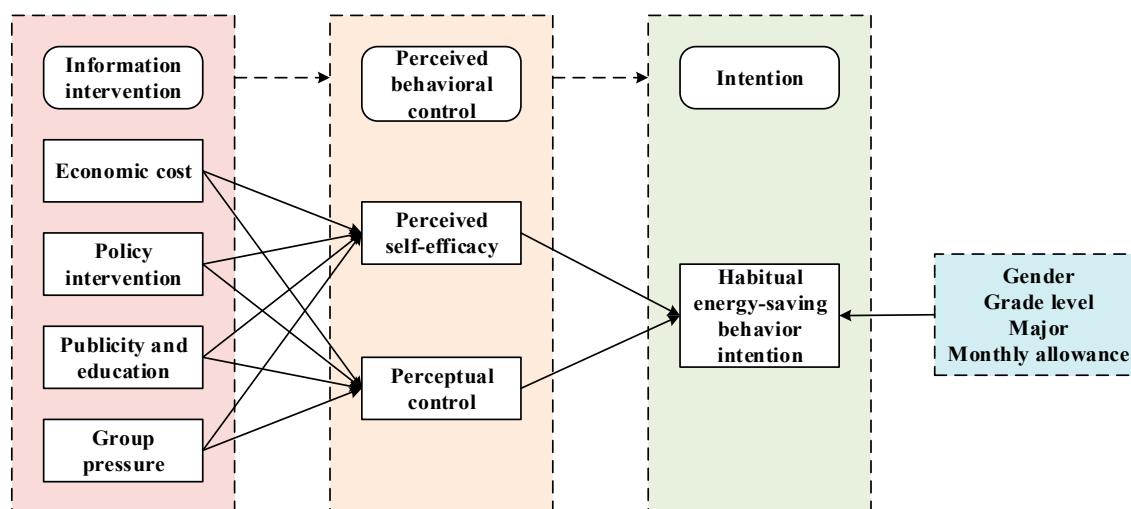 Information
intervention
Economic cost
Policy
intervention
Publicity and
education
Group
pressure
Perceived
behavioral
control
Perceived
self-efficacy
Perceptual
control
Intention
Habitual
energy-saving
behavior
intention
Gender
Grade level
Major
Monthly allowance